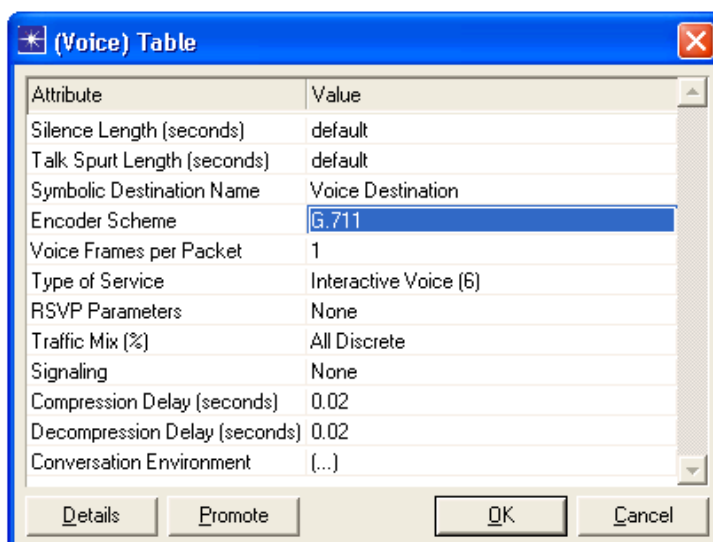 (Voice) Table
Attribute Value
Silence Length (seconds) default
Talk Spurt Length (seconds) default
Symbolic Destination Name Voice Destination
Encoder Scheme G.711
Voice Frames per Packet 1
Type of Service Interactive Voice (6)
RSVP Parameters None
Traffic Mix (%) All Discrete
Signaling None
Compression Delay (seconds) 0.02
Decompression Delay (seconds) 0.02
Conversation Environment (...)
Details Promote OK Cancel